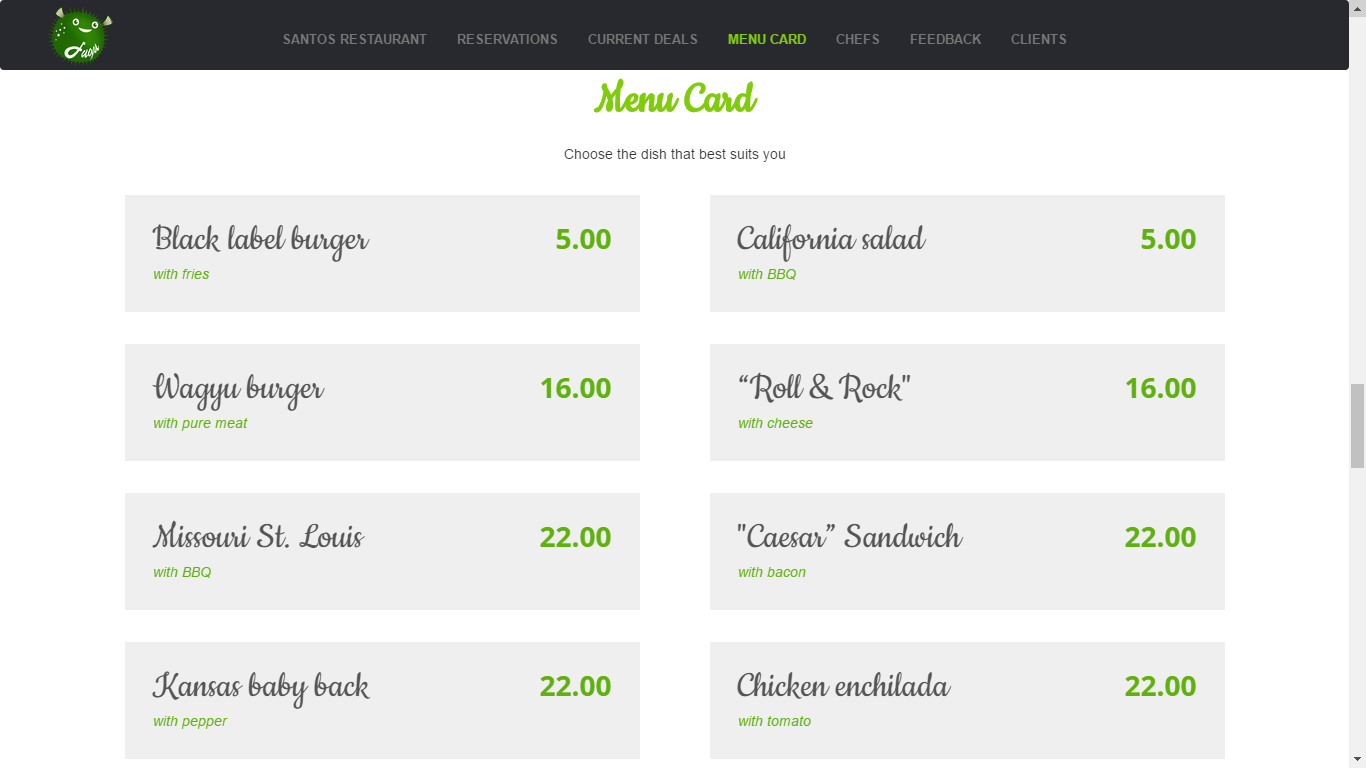 Fugu
SANTOS RESTAURANT RESERVATIONS CURRENT DEALS MENU CARD CHEFS FEEDBACK CLIENTS
Menu Card
Choose the dish that best suits you
Black label burger 5.00
with fries
California salad 5.00
with BBQ
Wagyu burger 16.00
with pure meat
“Roll & Rock" 16.00
with cheese
Missouri St. Louis 22.00
with BBQ
"Caesar” Sandwich 22.00
with bacon
Kansas baby back 22.00
with pepper
Chicken enchilada 22.00
with tomato